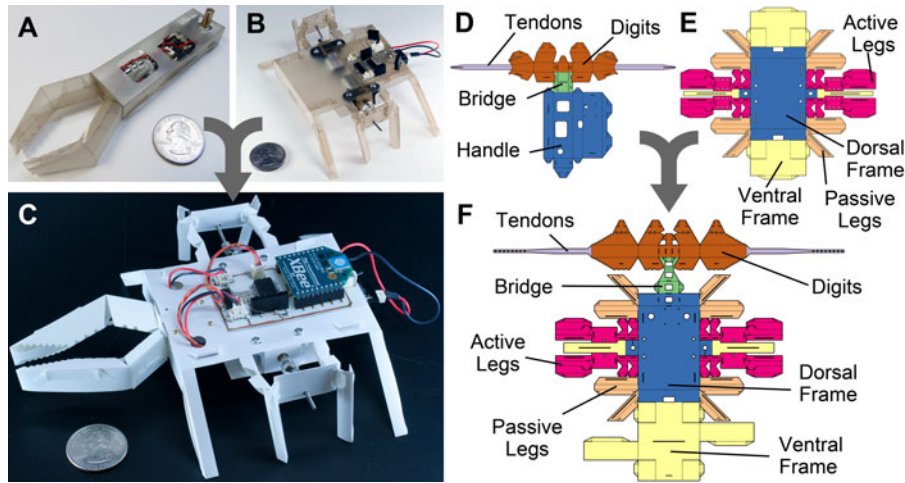 A
B
D
Tendons
Digits
Bridge
Handle
E
Active
Legs
Dorsal
Frame
Ventral
Frame
Passive
Legs
C
XBee
F
Tendons
Bridge
Digits
Active
Legs
Passive
Legs
Dorsal
Frame
Ventral
Frame